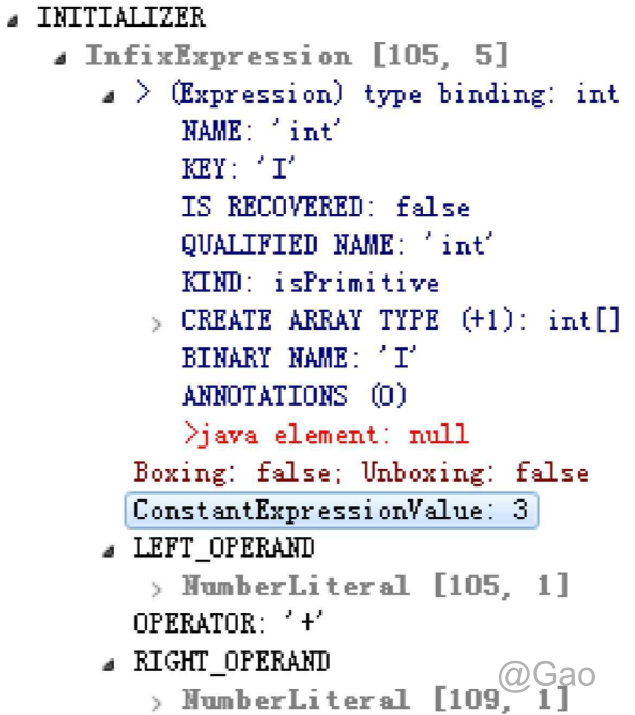 INITIALIZER
InfixExpression [105, 5]
> (Expression) type binding: int
NAME: 'int'
KEY: 'I'
IS RECOVERED: false
QUALIFIED NAME: 'int'
KIND: isPrimitive
> CREATE ARRAY TYPE (+1): int[]
BINARY NAME: 'I'
ANNOTATIONS (0)
>java element: null
Boxing: false; Unboxing: false
ConstantExpressionValue: 3
LEFT_OPERAND
> NumberLiteral [105, 1]
OPERATOR: '+'
RIGHT_OPERAND
> NumberLiteral [109, 1]
@Gao